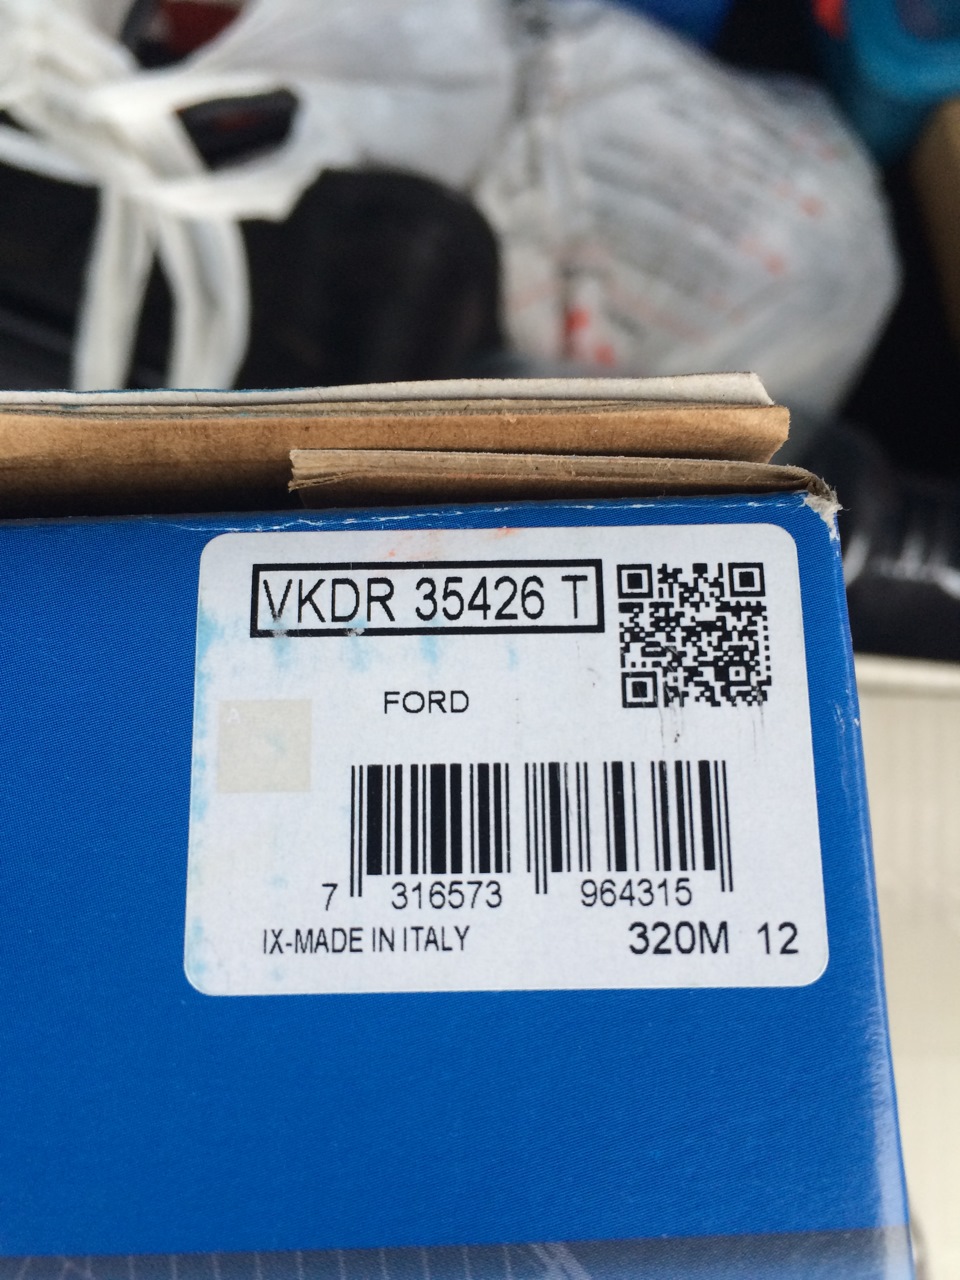 VKDR 35426 T
FORD
7 316573 964315
IX-MADE IN ITALY
320M 12